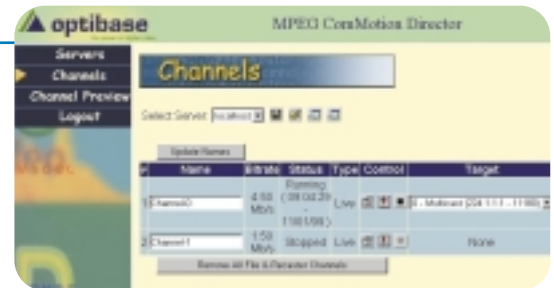 optibase
MPEG ComMotion Director
Servers
Channels
Channel Preview
Logout
Channels
Select Server: localhost
Update Names
# Name Bitrate Status Type Control Target
1 Channel0 4.50 Mb/s Running Live
2 Channel1 1.50 Mb/s Stopped Live None
Remove All File & Recaster Channels